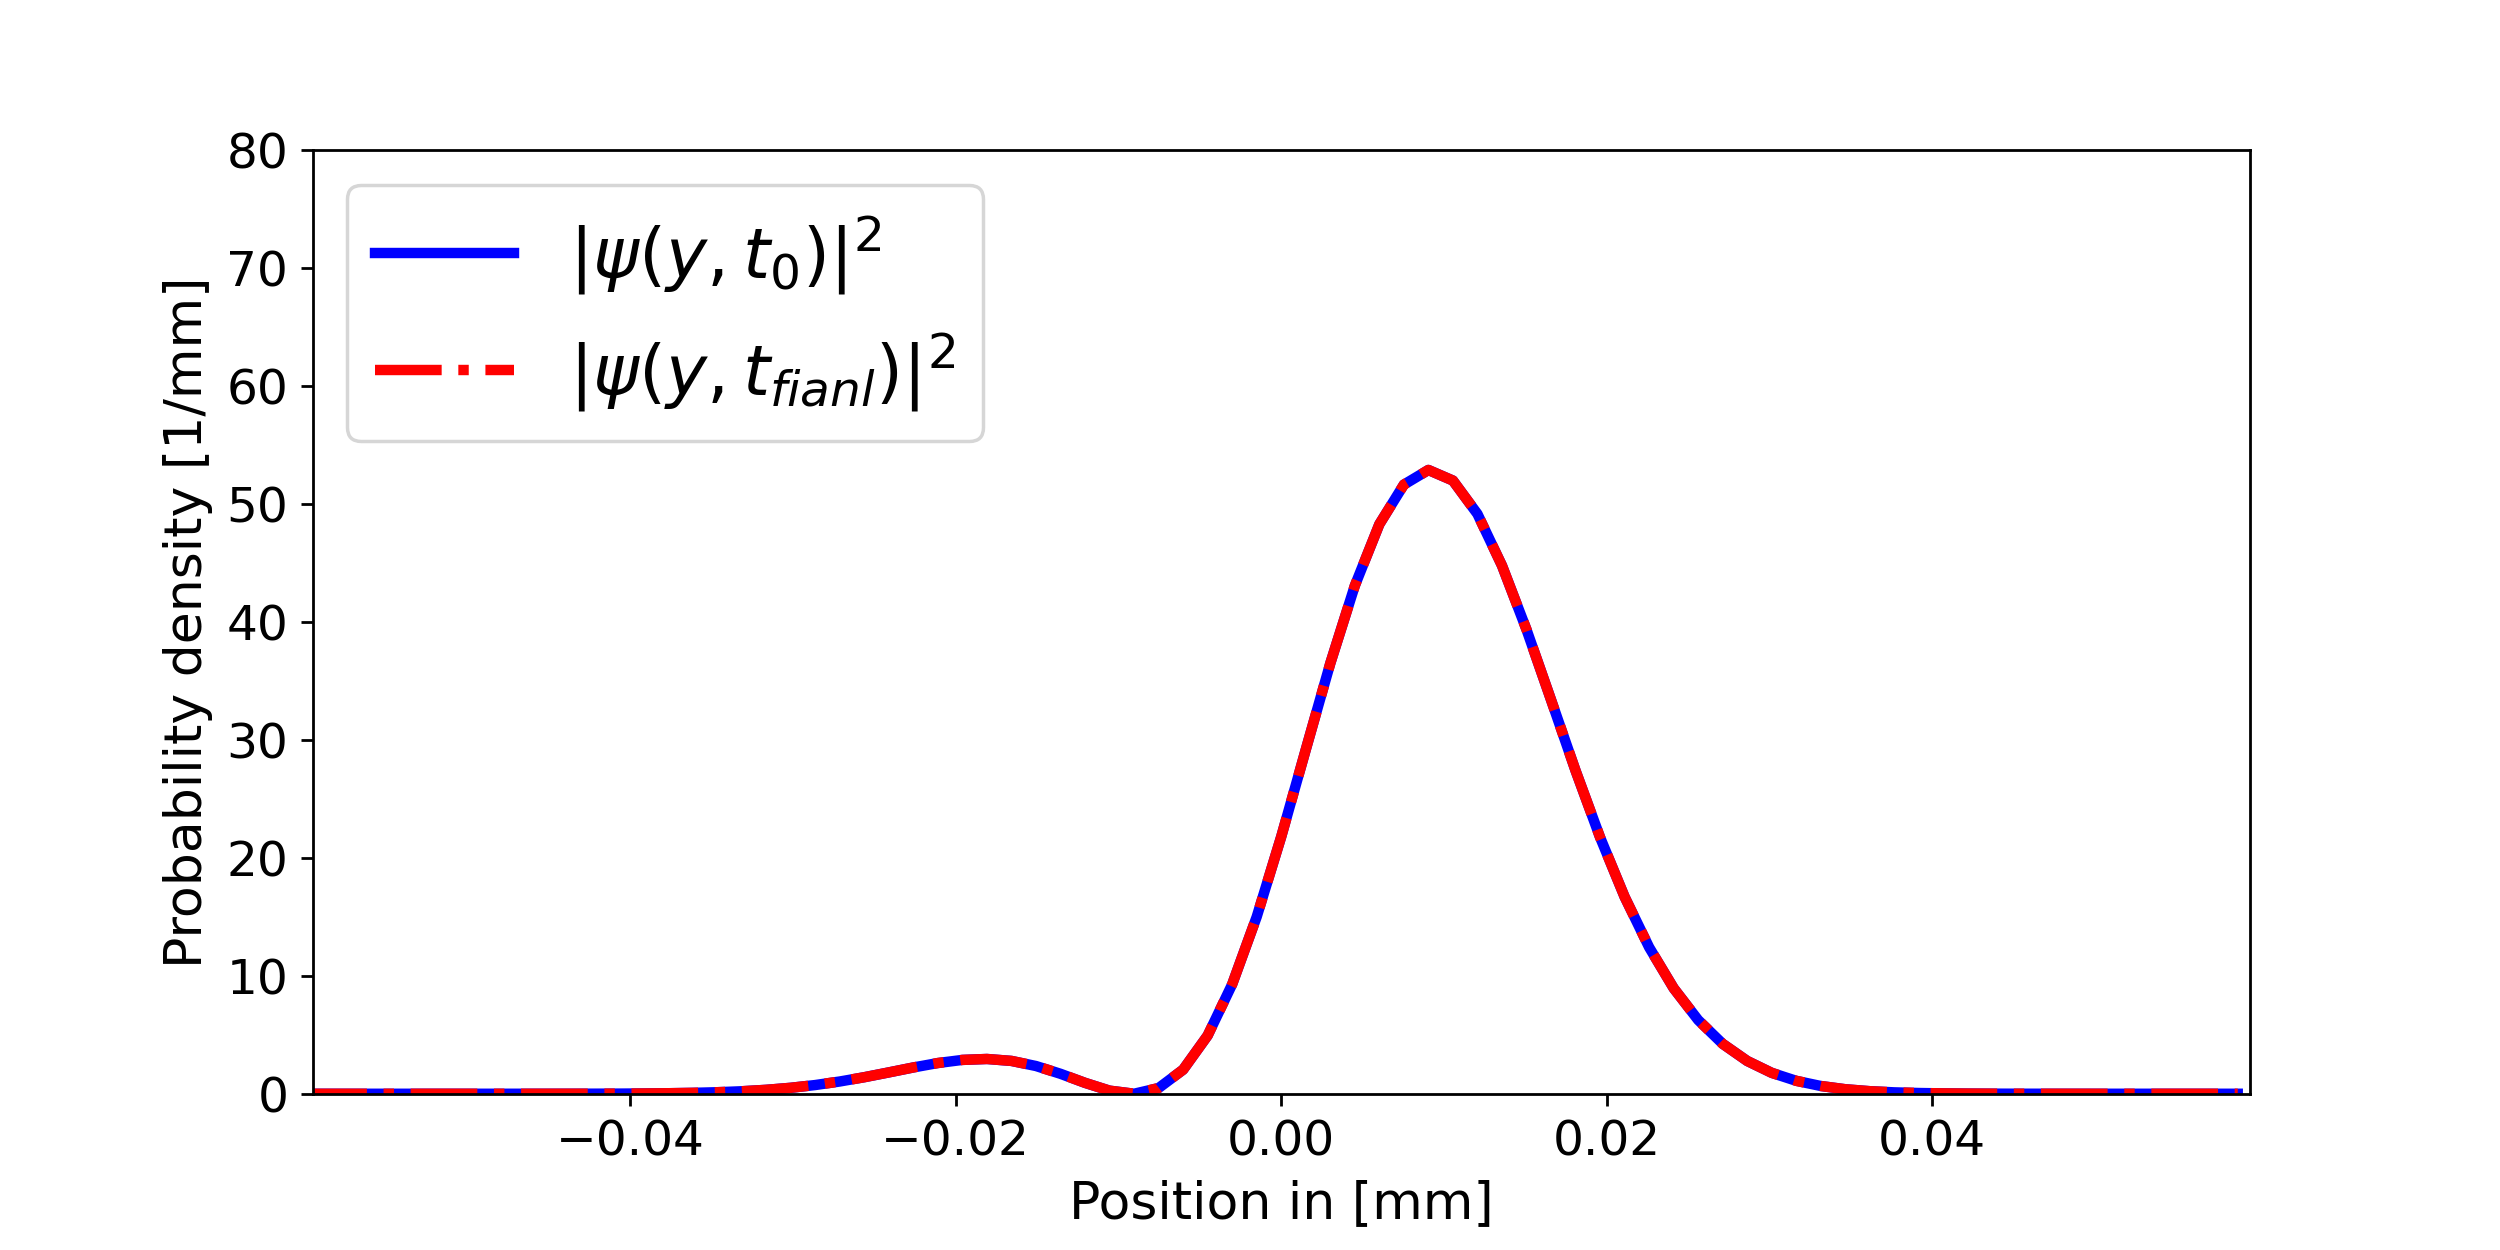 80
70
60
50
40
30
20
10
0
Probability density [1/mm]
|ψ(y, t₀)|²
|ψ(y, t_fianl)|²
−0.04 −0.02 0.00 0.02 0.04
Position in [mm]